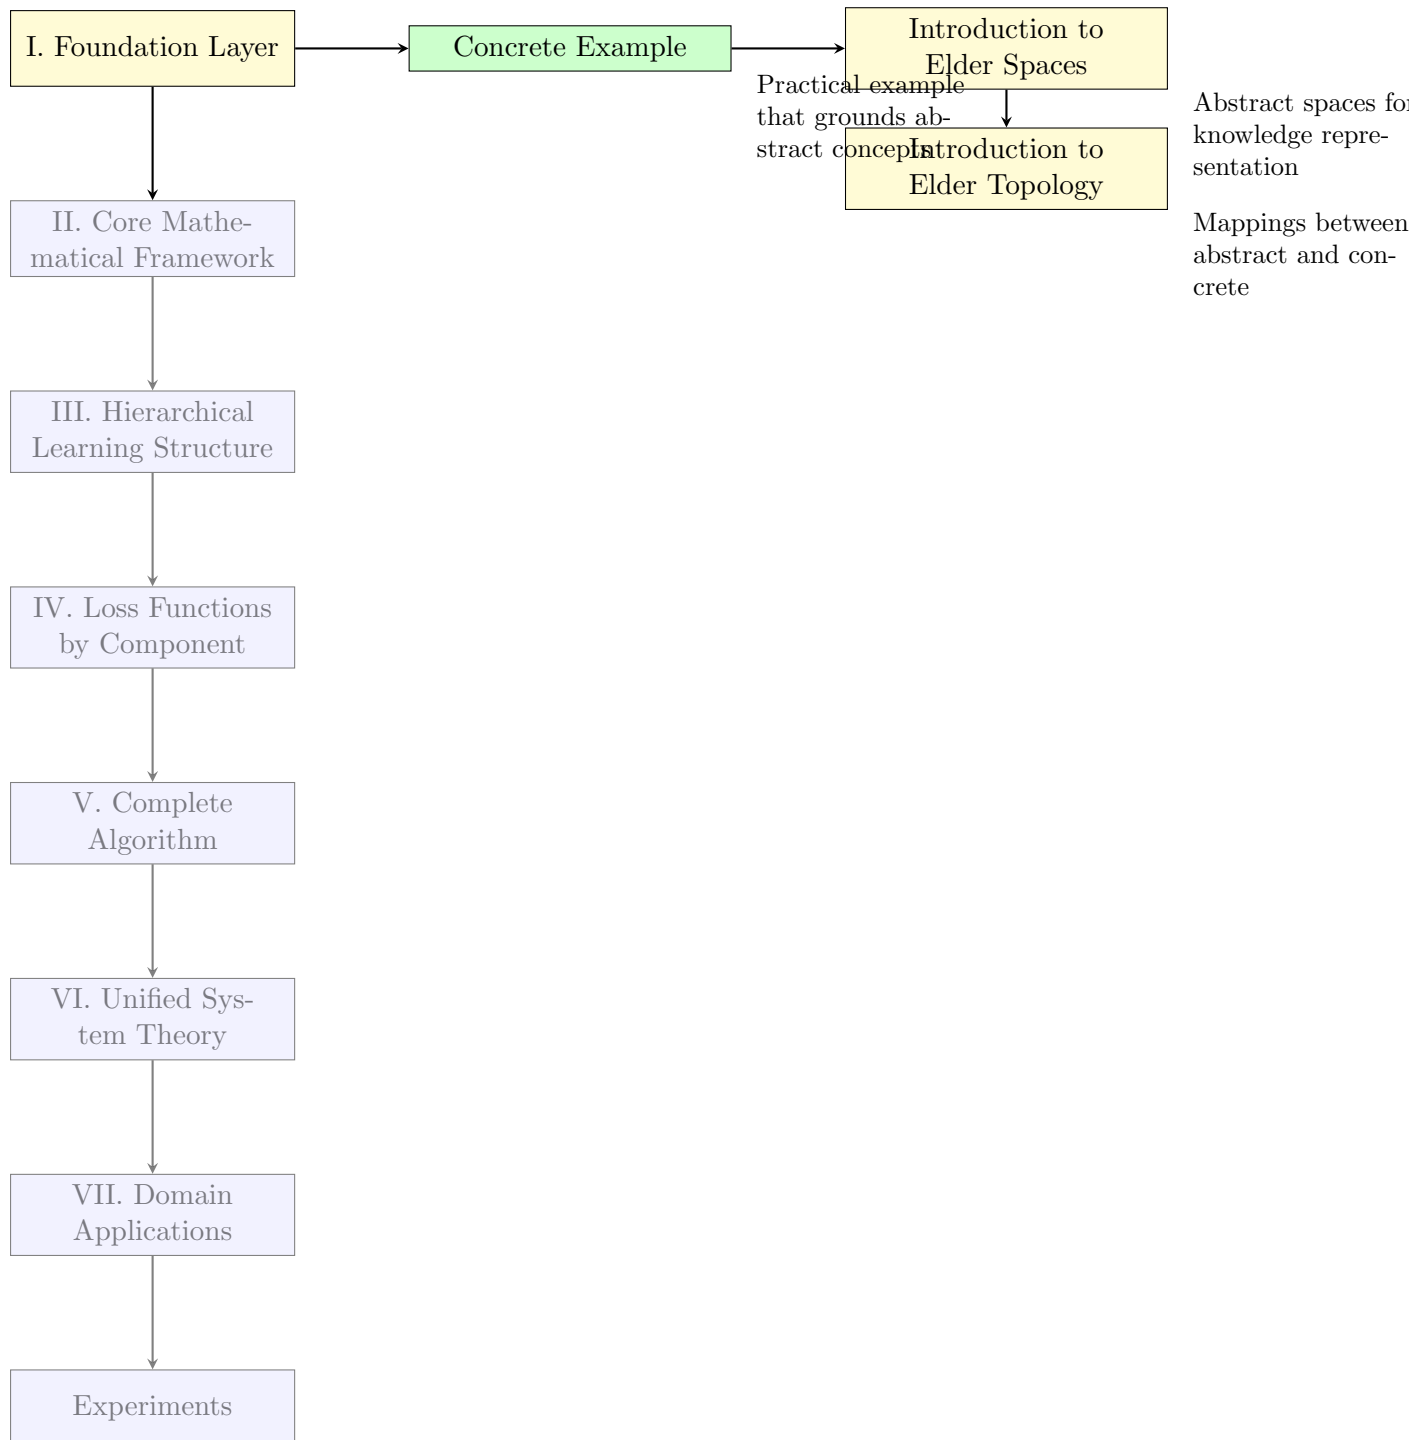 I. Foundation Layer
Concrete Example
Introduction to
Elder Spaces
Practical example
that grounds ab-
stract concepts
Introduction to
Elder Topology
Abstract spaces for
knowledge repre-
sentation
Mappings between
abstract and con-
crete
II. Core Mathe-
matical Framework
III. Hierarchical
Learning Structure
IV. Loss Functions
by Component
V. Complete
Algorithm
VI. Unified Sys-
tem Theory
VII. Domain
Applications
Experiments